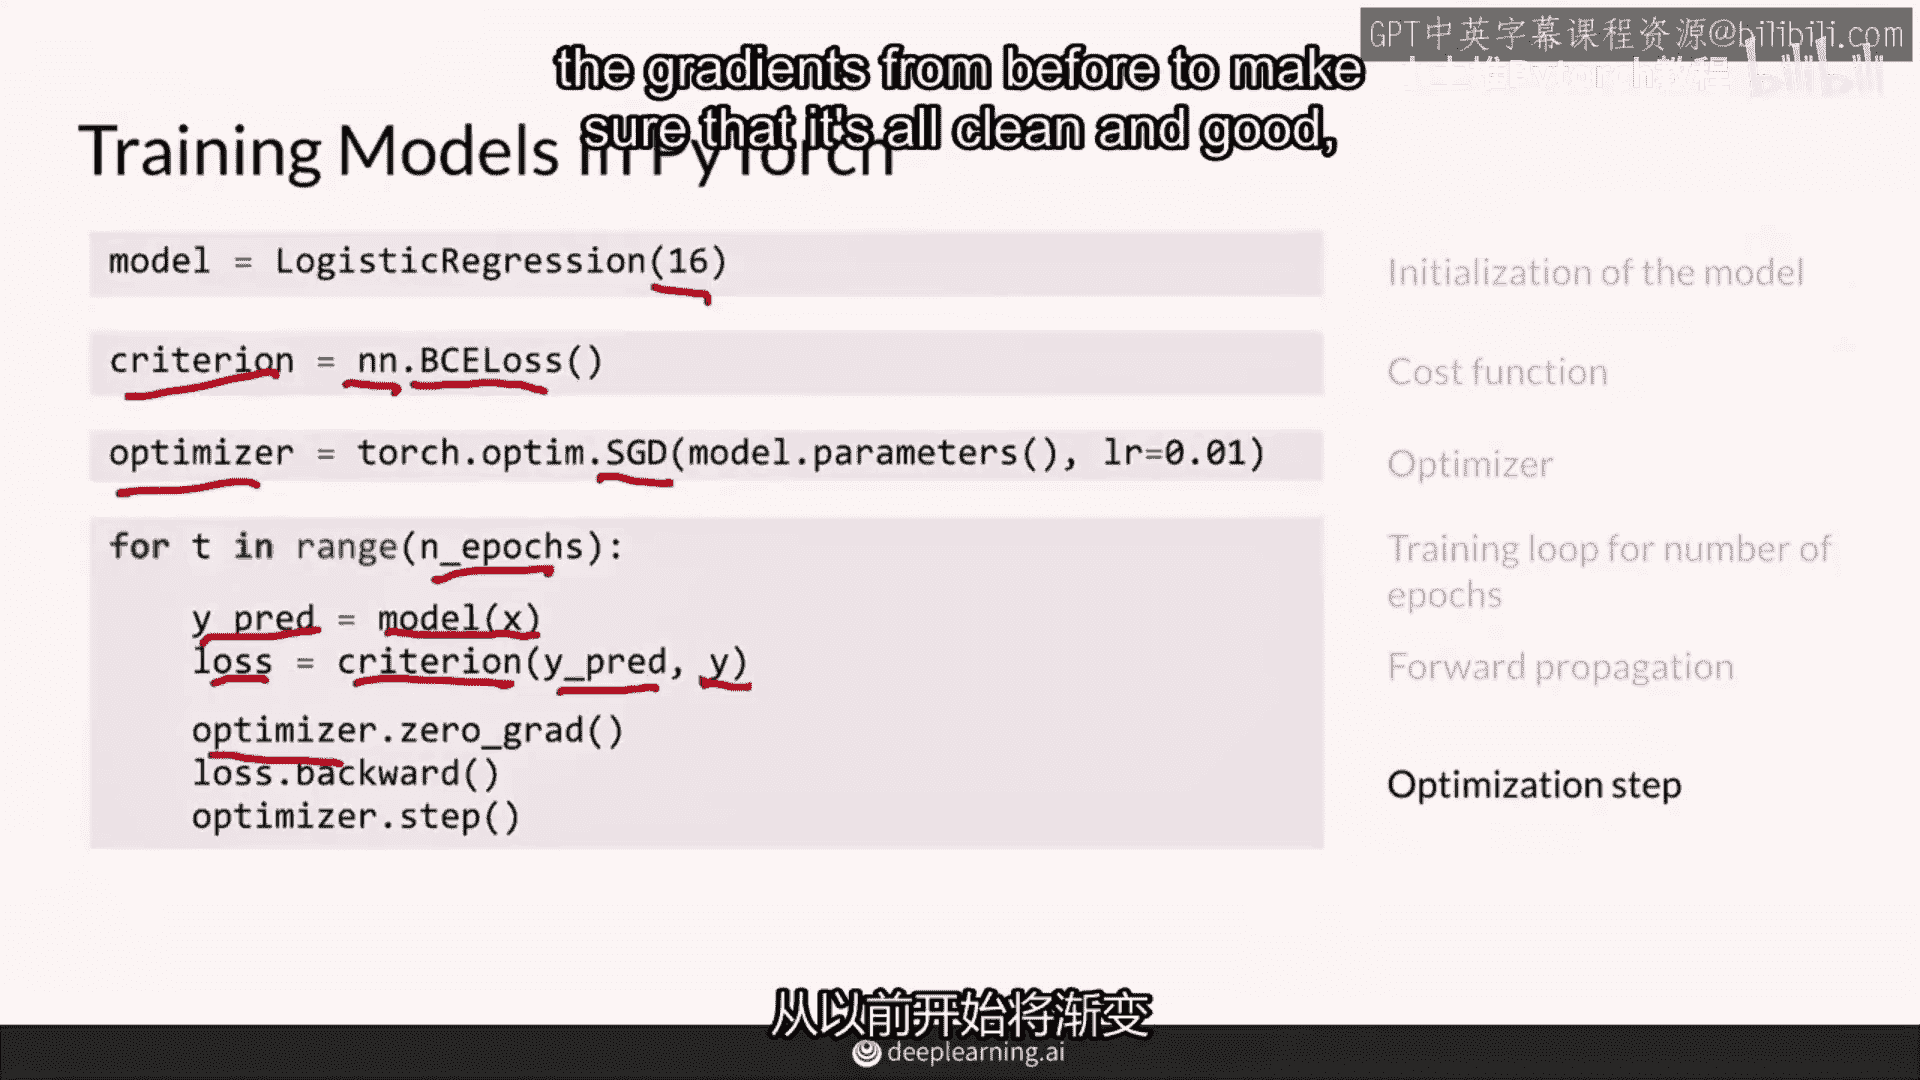 GPT中英字幕课程资源@bilibili.com
the gradients from before to make
sure that it's all clean and good,
Training Models in PyTorch
model = LogisticRegression(16)
Initialization of the model
criterion = nn.BCELoss()
Cost function
optimizer = torch.optim.SGD(model.parameters(), lr=0.01)
Optimizer
for t in range(n_epochs):
Training loop for number of
epochs
y_pred = model(x)
loss = criterion(y_pred, y)
Forward propagation
optimizer.zero_grad()
loss.backward()
optimizer.step()
Optimization step
从以前开始将渐变
deeplearning.ai